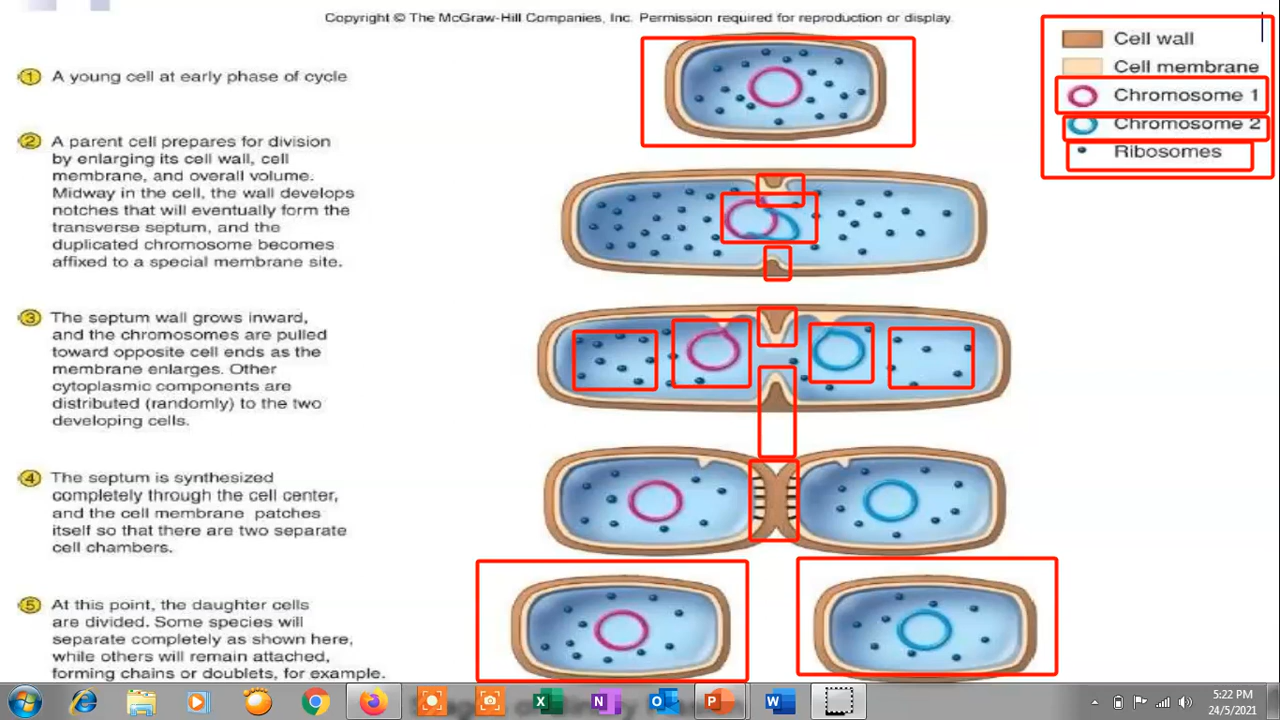 Copyright © The McGraw-Hill Companies, Inc. Permission required for reproduction or display.
Cell wall
Cell membrane
Chromosome 1
Chromosome 2
Ribosomes
1 A young cell at early phase of cycle
2 A parent cell prepares for division
by enlarging its cell wall, cell
membrane, and overall volume.
Midway in the cell, the wall develops
notches that will eventually form the
transverse septum, and the
duplicated chromosome becomes
affixed to a special membrane site.
3 The septum wall grows inward,
and the chromosomes are pulled
toward opposite cell ends as the
membrane enlarges. Other
cytoplasmic components are
distributed (randomly) to the two
developing cells.
4 The septum is synthesized
completely through the cell center,
and the cell membrane patches
itself so that there are two separate
cell chambers.
5 At this point, the daughter cells
are divided. Some species will
separate completely as shown here,
while others will remain attached,
forming chains or doublets, for example.
5:22 PM
24/5/2021